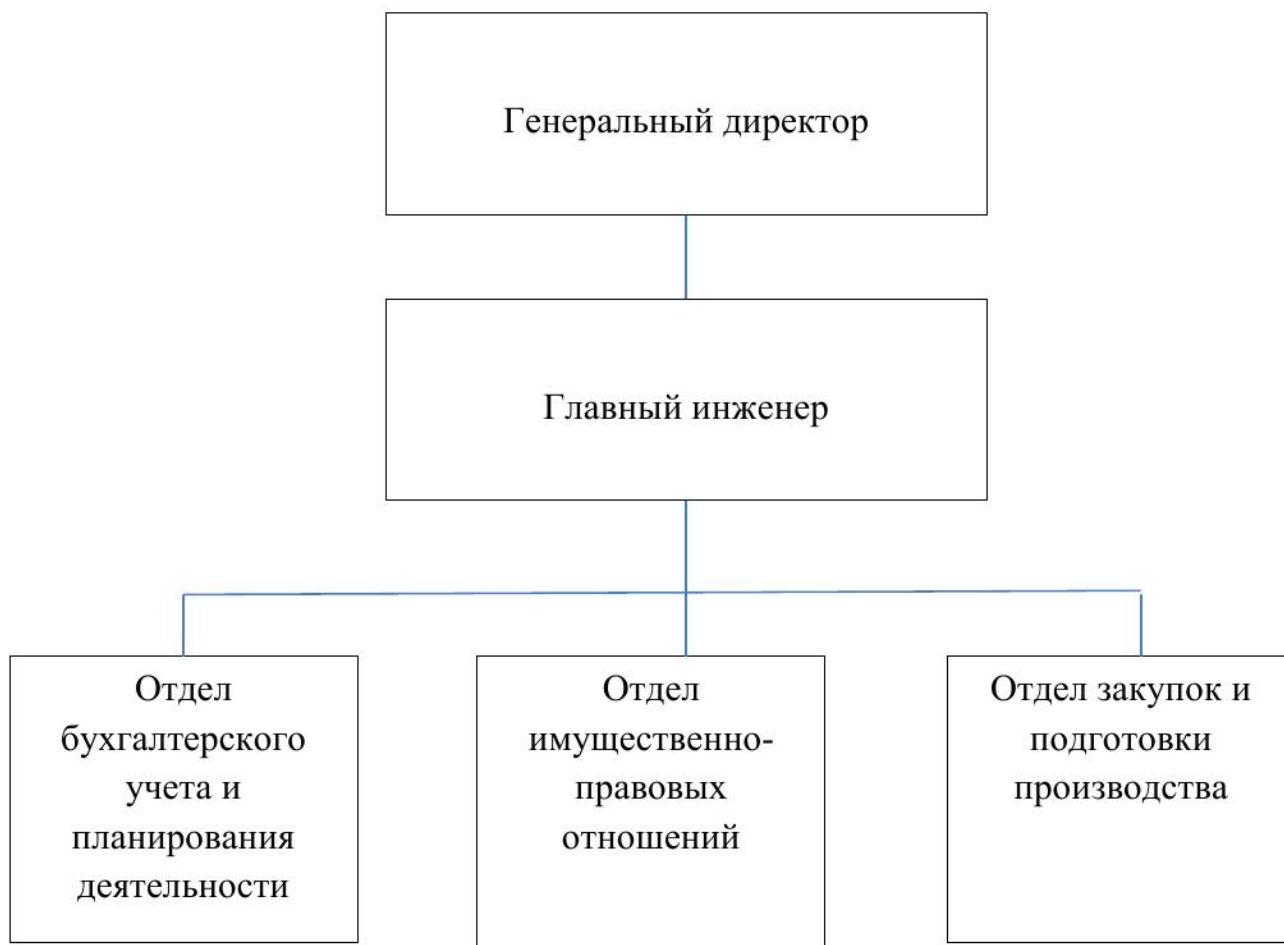 Генеральный директор
Главный инженер
Отдел
бухгалтерского
учета и
планирования
деятельности
Отдел
имущественно-
правовых
отношений
Отдел закупок и
подготовки
производства